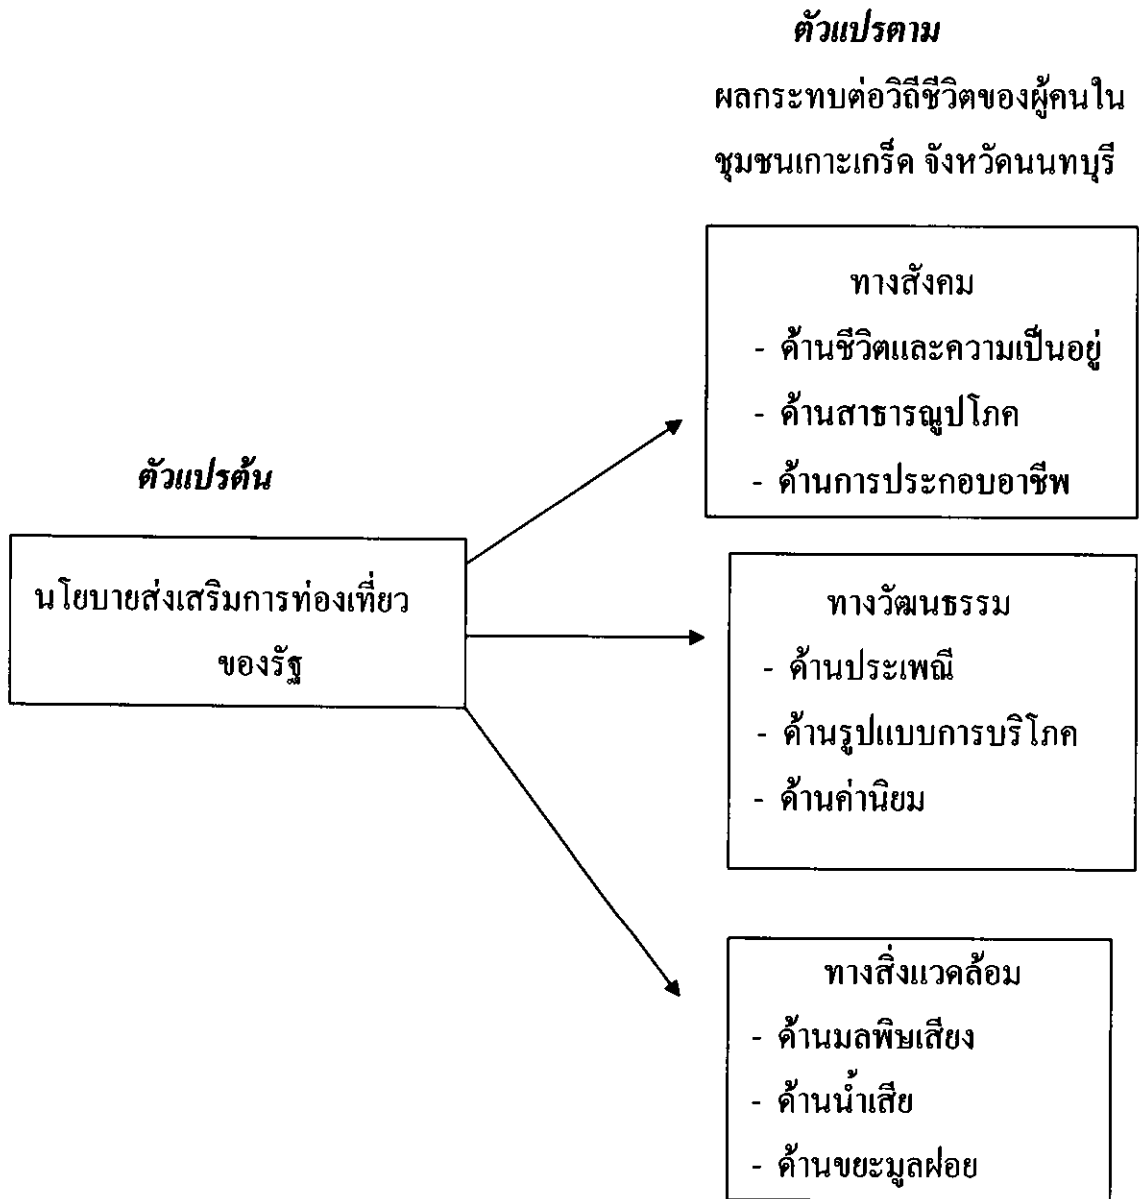 ตัวแปรตาม
ผลกระทบต่อวิถีชีวิตของผู้คนใน
ชุมชนเกาะเกร็ด จังหวัดนนทบุรี
ทางสังคม
- ด้านชีวิตและความเป็นอยู่
- ด้านสาธารณูปโภค
- ด้านการประกอบอาชีพ
ตัวแปรต้น
นโยบายส่งเสริมการท่องเที่ยว
ของรัฐ
ทางวัฒนธรรม
- ด้านประเพณี
- ด้านรูปแบบการบริโภค
- ด้านค่านิยม
ทางสิ่งแวดล้อม
- ด้านมลพิษเสียง
- ด้านน้ำเสีย
- ด้านขยะมูลฝอย